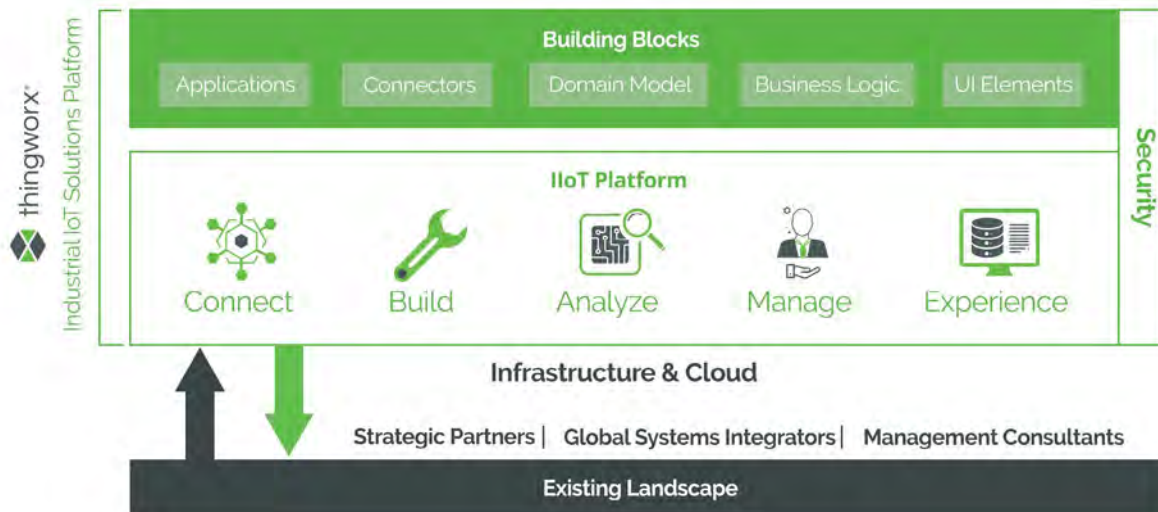 thingworx®
Industrial IoT Solutions Platform
Building Blocks
Applications
Connectors
Domain Model
Business Logic
UI Elements
Security
IIoT Platform
Connect
Build
Analyze
Manage
Experience
Infrastructure & Cloud
Strategic Partners | Global Systems Integrators | Management Consultants
Existing Landscape